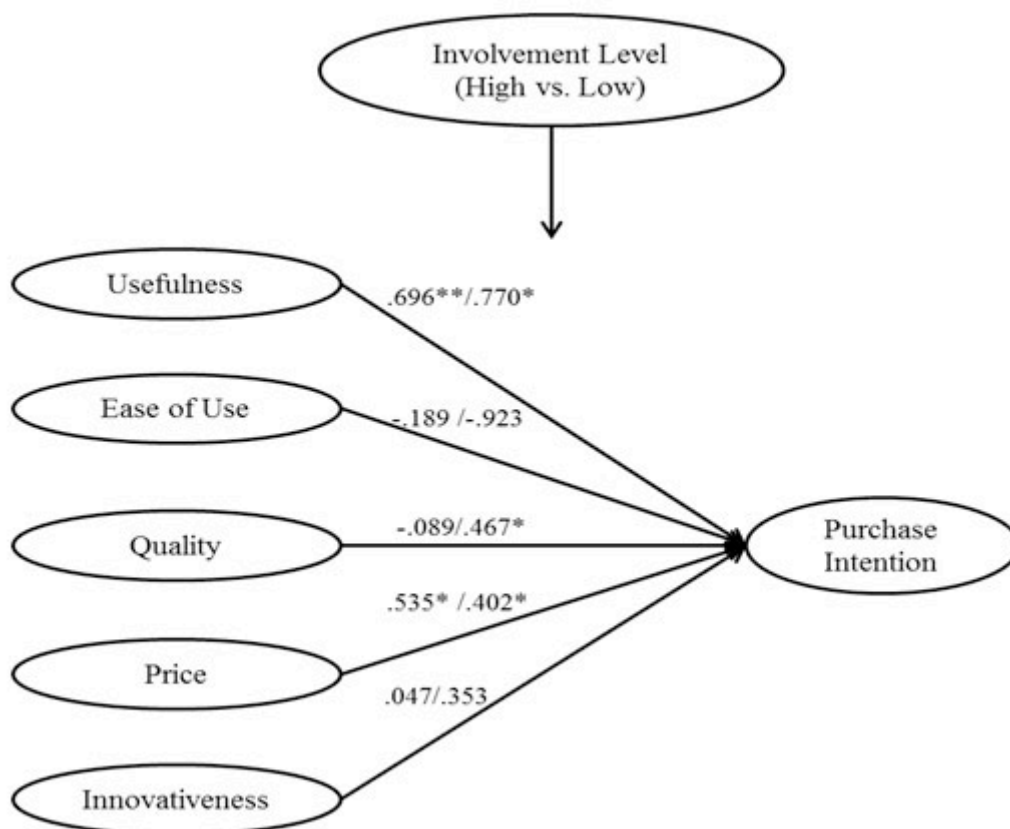 Involvement Level
(High vs. Low)
Usefulness
.696**/.770*
Ease of Use
-.189 /-.923
Quality
-.089/.467*
Purchase
Intention
.535* /.402*
Price
.047/.353
Innovativeness